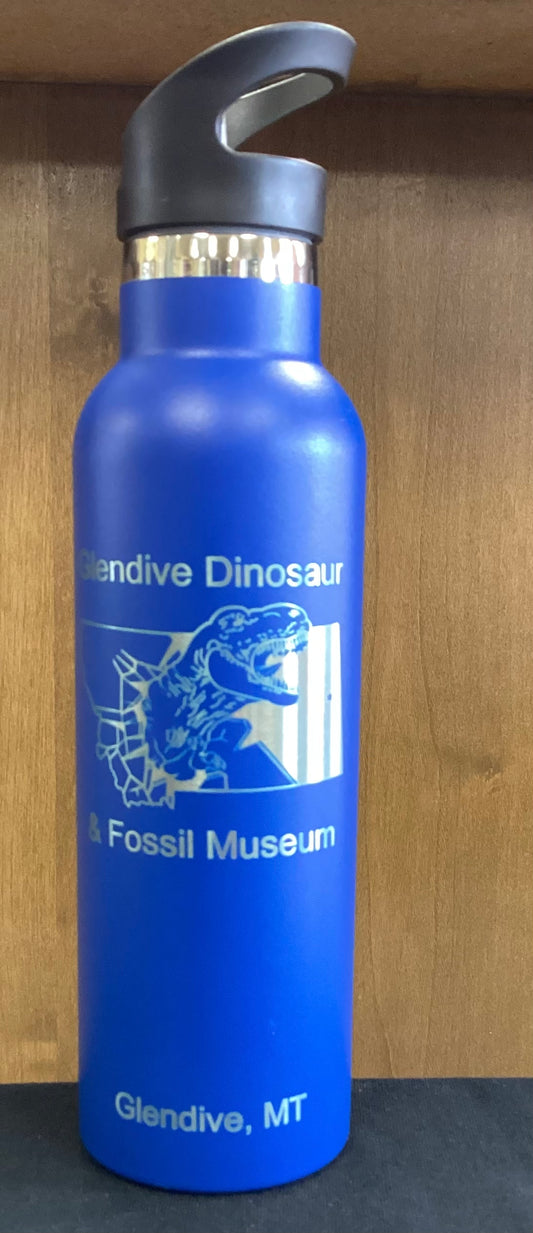 Glendive Dinosaur
& Fossil Museum
Glendive, MT